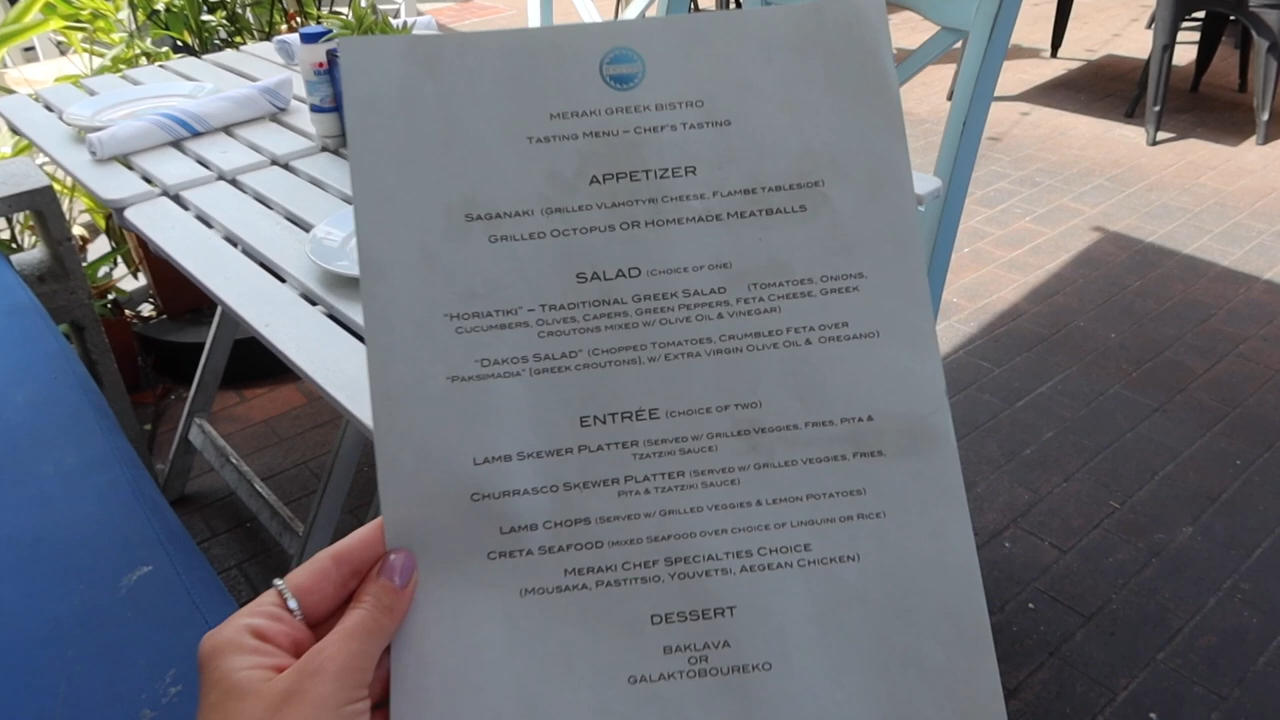 MERAKI GREEK BISTRO
TASTING MENU – CHEF'S TASTING
APPETIZER
SAGANAKI (GRILLED VLAHOTYRI CHEESE, FLAMBE TABLESIDE)
GRILLED OCTOPUS OR HOMEMADE MEATBALLS
SALAD (CHOICE OF ONE)
"HORIATIKI" – TRADITIONAL GREEK SALAD (TOMATOES, ONIONS,
CUCUMBERS, OLIVES, CAPERS, GREEN PEPPERS, FETA CHEESE, GREEK
CROUTONS MIXED W/ OLIVE OIL & VINEGAR)
"DAKOS SALAD" (CHOPPED TOMATOES, CRUMBLED FETA OVER
"PAKSIMADIA" [GREEK CROUTONS], W/ EXTRA VIRGIN OLIVE OIL & OREGANO)
ENTRÉE (CHOICE OF TWO)
LAMB SKEWER PLATTER (SERVED W/ GRILLED VEGGIES, FRIES, PITA &
TZATZIKI SAUCE)
CHURRASCO SKEWER PLATTER (SERVED W/ GRILLED VEGGIES, FRIES,
PITA & TZATZIKI SAUCE)
LAMB CHOPS (SERVED W/ GRILLED VEGGIES & LEMON POTATOES)
CRETA SEAFOOD (MIXED SEAFOOD OVER CHOICE OF LINGUINI OR RICE)
MERAKI CHEF SPECIALTIES CHOICE
(MOUSAKA, PASTITSIO, YOUVETSI, AEGEAN CHICKEN)
DESSERT
BAKLAVA
OR
GALAKTOBOUREKO